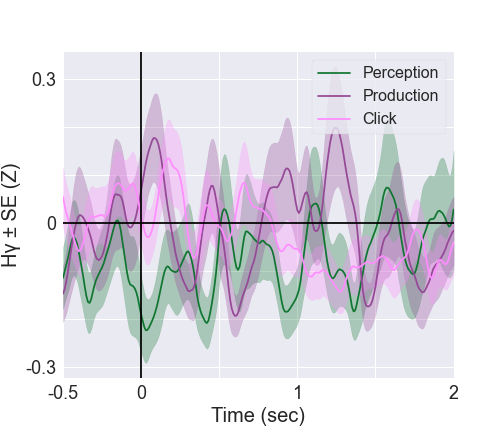 Perception
Production
Click
0.3
0
-0.3
Hγ ± SE (Z)
-0.5
0
1
2
Time (sec)